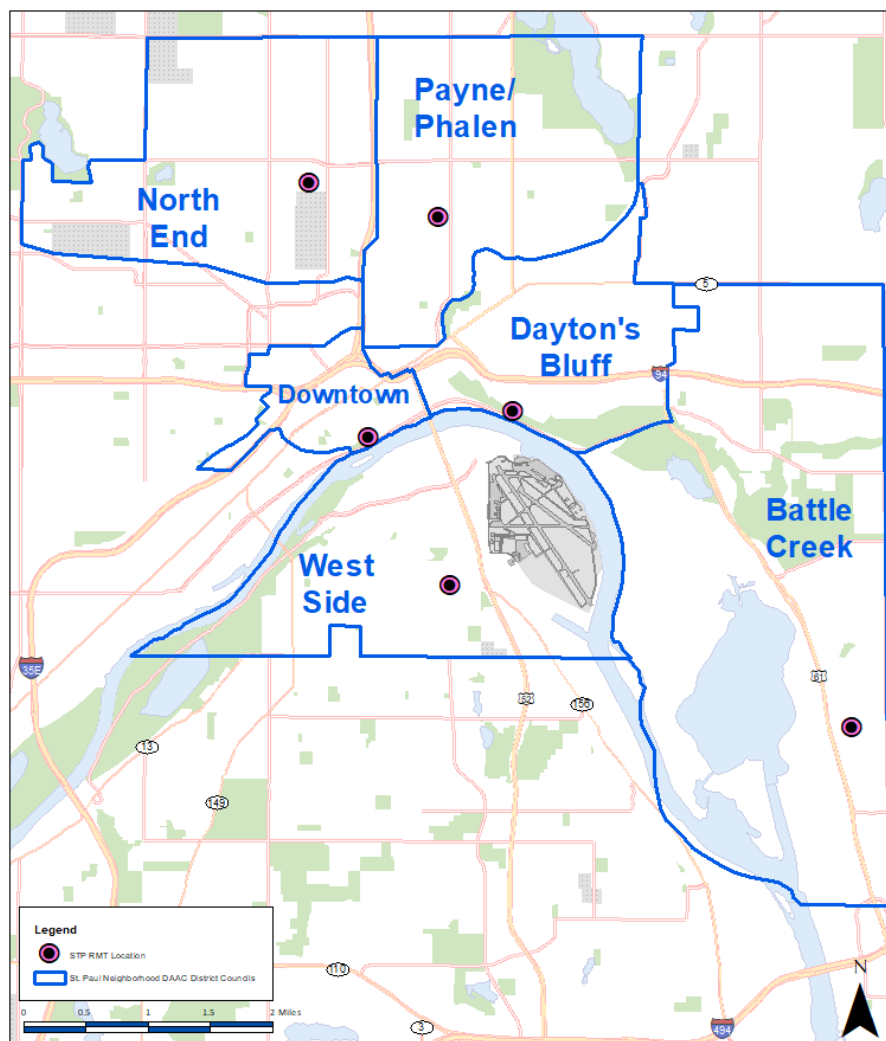 Payne/
Phalen
North
End
5
Dayton's
Bluff
94
Downtown
Battle
Creek
West
Side
35E
61
52
156
13
149
Legend
STP RMT Location
St. Paul Neighborhood DAAC District Councils
110
N
0 0.5 1 1.5 2 Miles
3
494